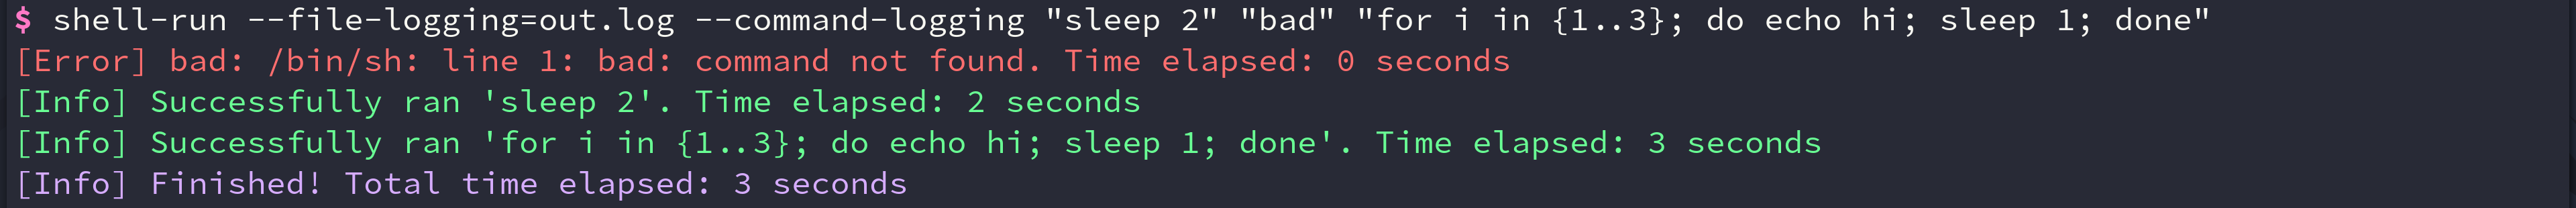 $ shell-run --file-logging=out.log --command-logging "sleep 2" "bad" "for i in {1..3}; do echo hi; sleep 1; done"
[Error] bad: /bin/sh: line 1: bad: command not found. Time elapsed: 0 seconds
[Info] Successfully ran 'sleep 2'. Time elapsed: 2 seconds
[Info] Successfully ran 'for i in {1..3}; do echo hi; sleep 1; done'. Time elapsed: 3 seconds
[Info] Finished! Total time elapsed: 3 seconds